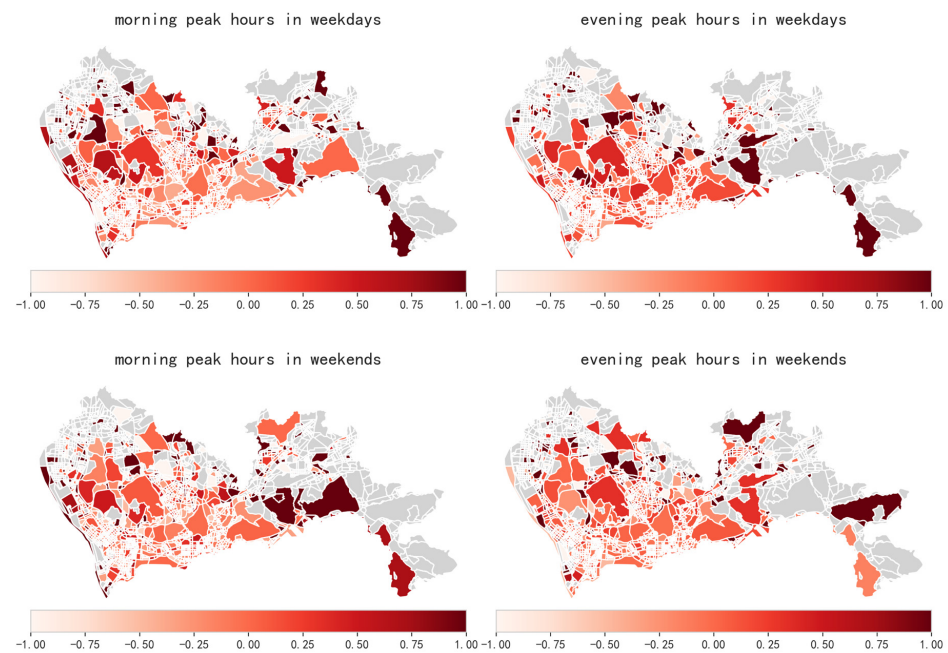 morning peak hours in weekdays
evening peak hours in weekdays
−1.00 −0.75 −0.50 −0.25 0.00 0.25 0.50 0.75 1.00
−1.00 −0.75 −0.50 −0.25 0.00 0.25 0.50 0.75 1.00
morning peak hours in weekends
evening peak hours in weekends
−1.00 −0.75 −0.50 −0.25 0.00 0.25 0.50 0.75 1.00
−1.00 −0.75 −0.50 −0.25 0.00 0.25 0.50 0.75 1.00